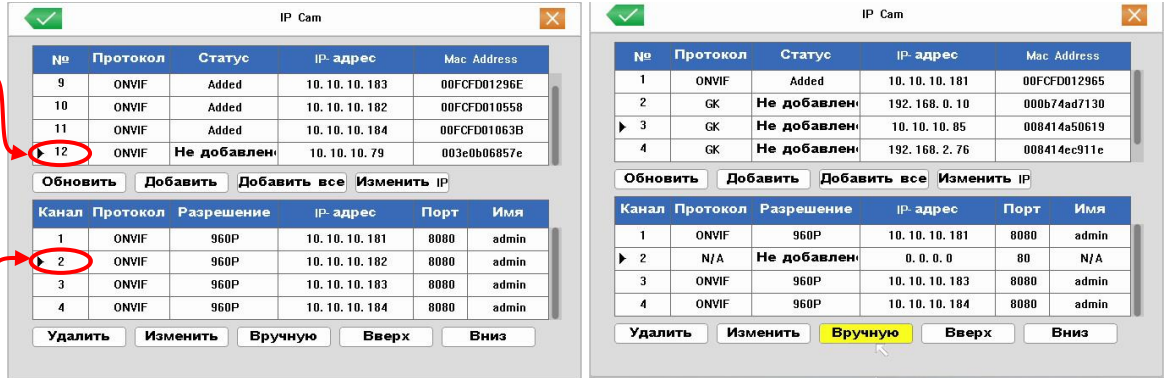 IP Cam
№ Протокол Статус IP- адрес Mac Address
9 ONVIF Added 10. 10. 10. 183 00FCFD01296E
10 ONVIF Added 10. 10. 10. 182 00FCFD010558
11 ONVIF Added 10. 10. 10. 184 00FCFD01063B
12 ONVIF Не добавлен 10. 10. 10. 79 003e0b06857e
Обновить Добавить Добавить все Изменить IP
Канал Протокол Разрешение IP- адрес Порт Имя
1 ONVIF 960P 10. 10. 10. 181 8080 admin
2 ONVIF 960P 10. 10. 10. 182 8080 admin
3 ONVIF 960P 10. 10. 10. 183 8080 admin
4 ONVIF 960P 10. 10. 10. 184 8080 admin
Удалить Изменить Вручную Вверх Вниз
IP Cam
№ Протокол Статус IP- адрес Mac Address
1 ONVIF Added 10. 10. 10. 181 00FCFD012965
2 GK Не добавлен 192. 168. 0. 10 000b74ad7130
3 GK Не добавлен 10. 10. 10. 85 008414a50619
4 GK Не добавлен 192. 168. 2. 76 008414ec911e
Обновить Добавить Добавить все Изменить IP
Канал Протокол Разрешение IP- адрес Порт Имя
1 ONVIF 960P 10. 10. 10. 181 8080 admin
2 N/A Не добавлен 0. 0. 0. 0 80 N/A
3 ONVIF 960P 10. 10. 10. 183 8080 admin
4 ONVIF 960P 10. 10. 10. 184 8080 admin
Удалить Изменить Вручную Вверх Вниз